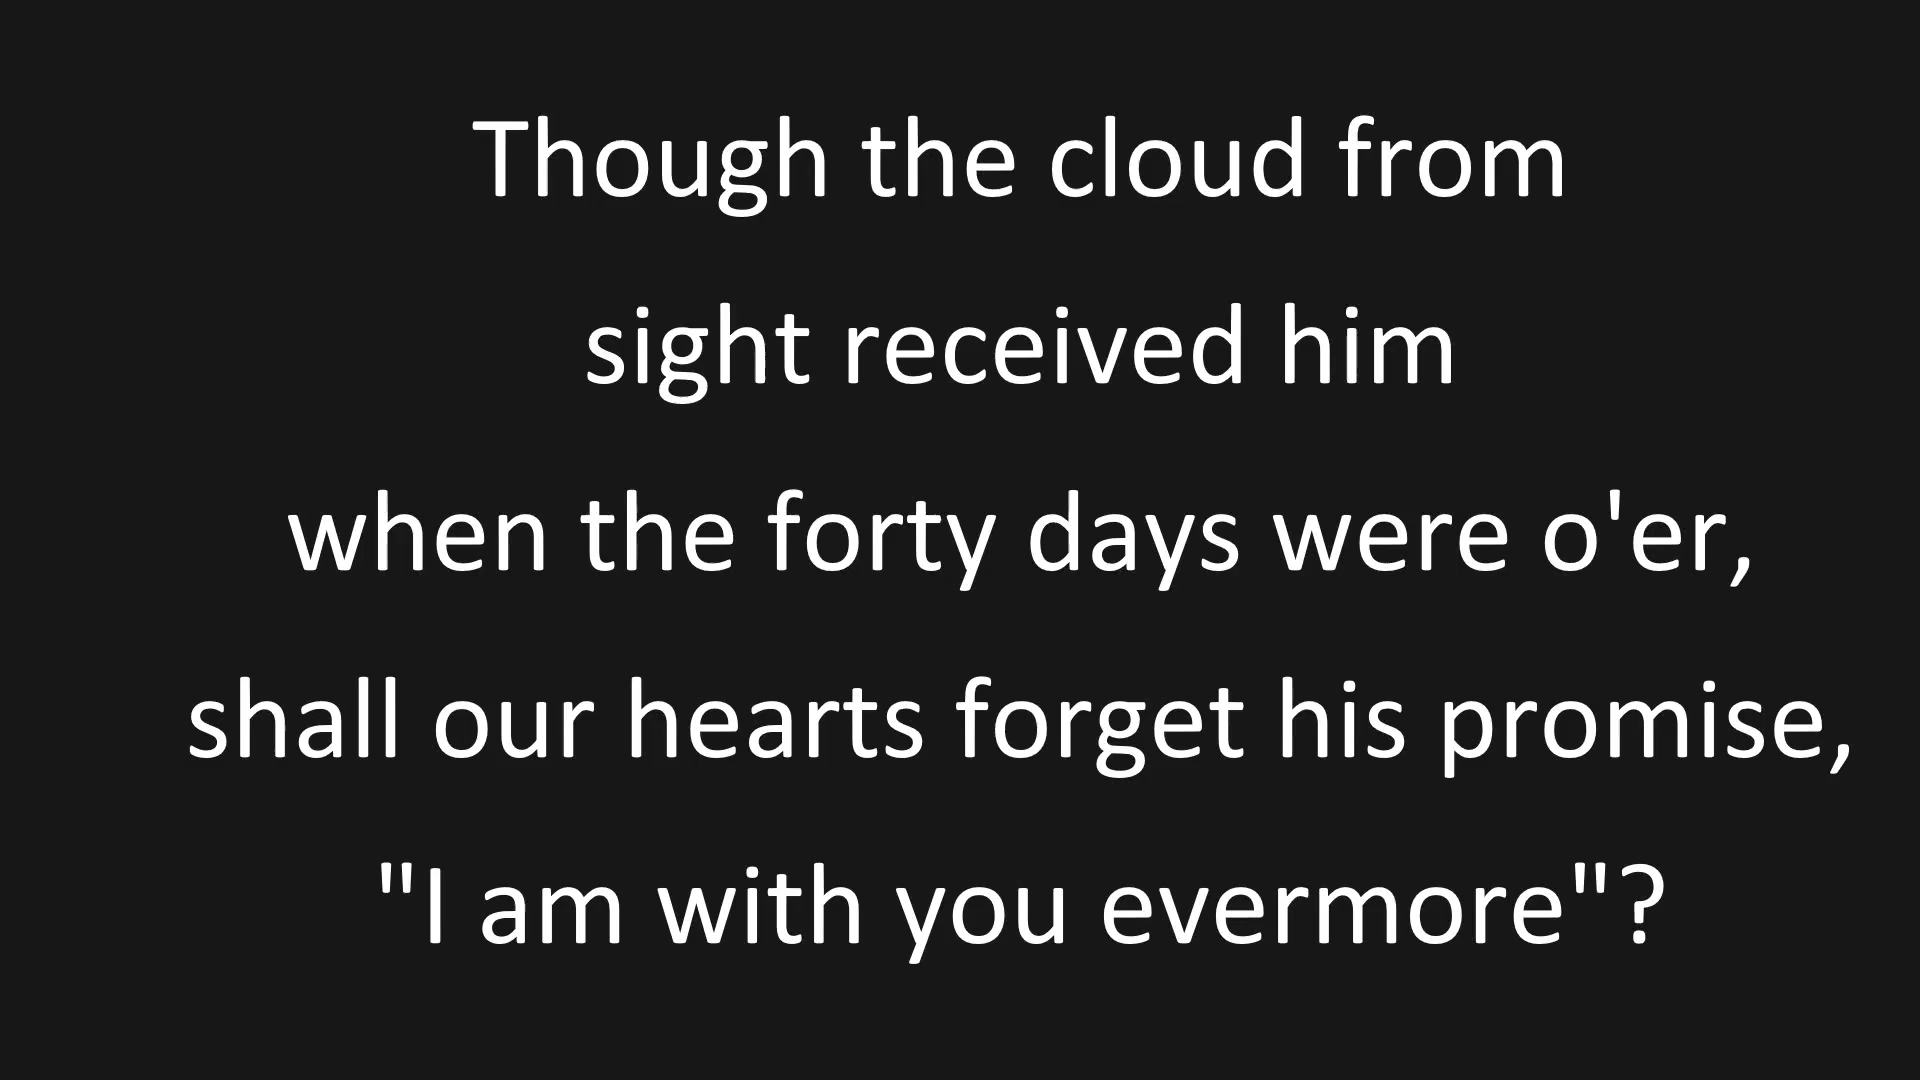 Though the cloud from
sight received him
when the forty days were o'er,
shall our hearts forget his promise,
"I am with you evermore"?